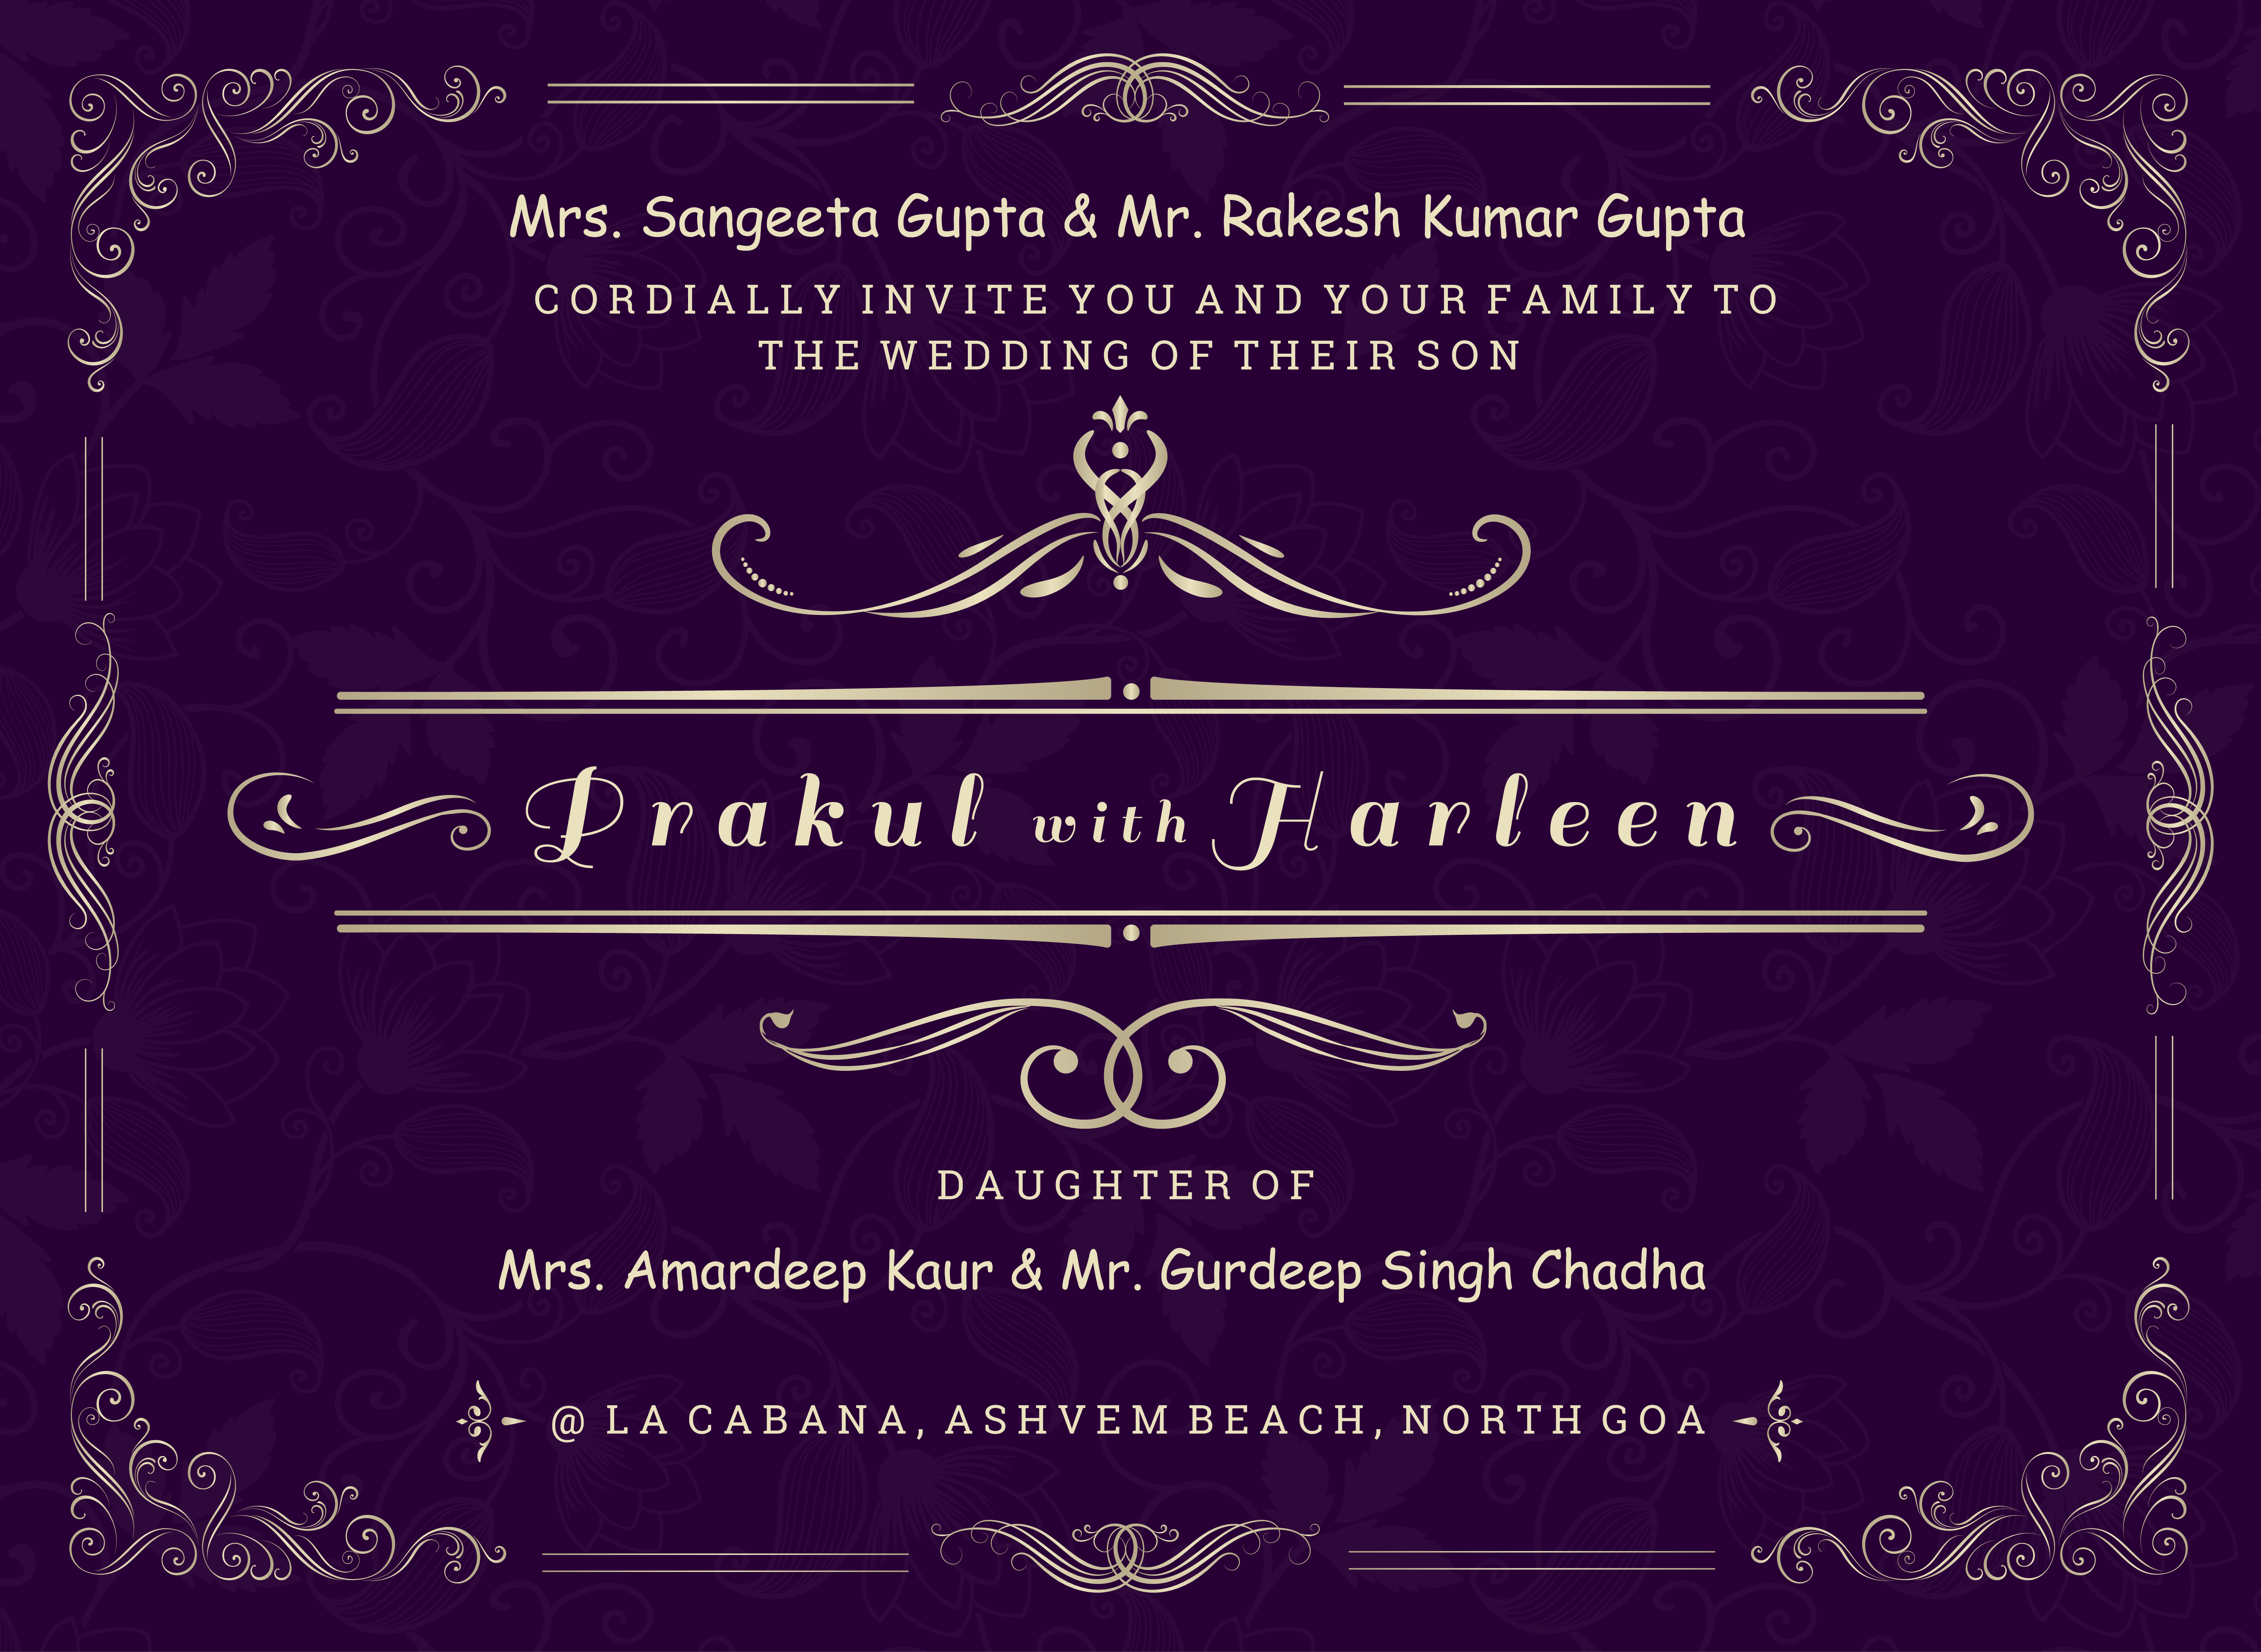 Mrs. Sangeeta Gupta & Mr. Rakesh Kumar Gupta
CORDIALLY INVITE YOU AND YOUR FAMILY TO
THE WEDDING OF THEIR SON
Prakul with Harleen
DAUGHTER OF
Mrs. Amardeep Kaur & Mr. Gurdeep Singh Chadha
@ LA CABANA, ASHVEM BEACH, NORTH GOA